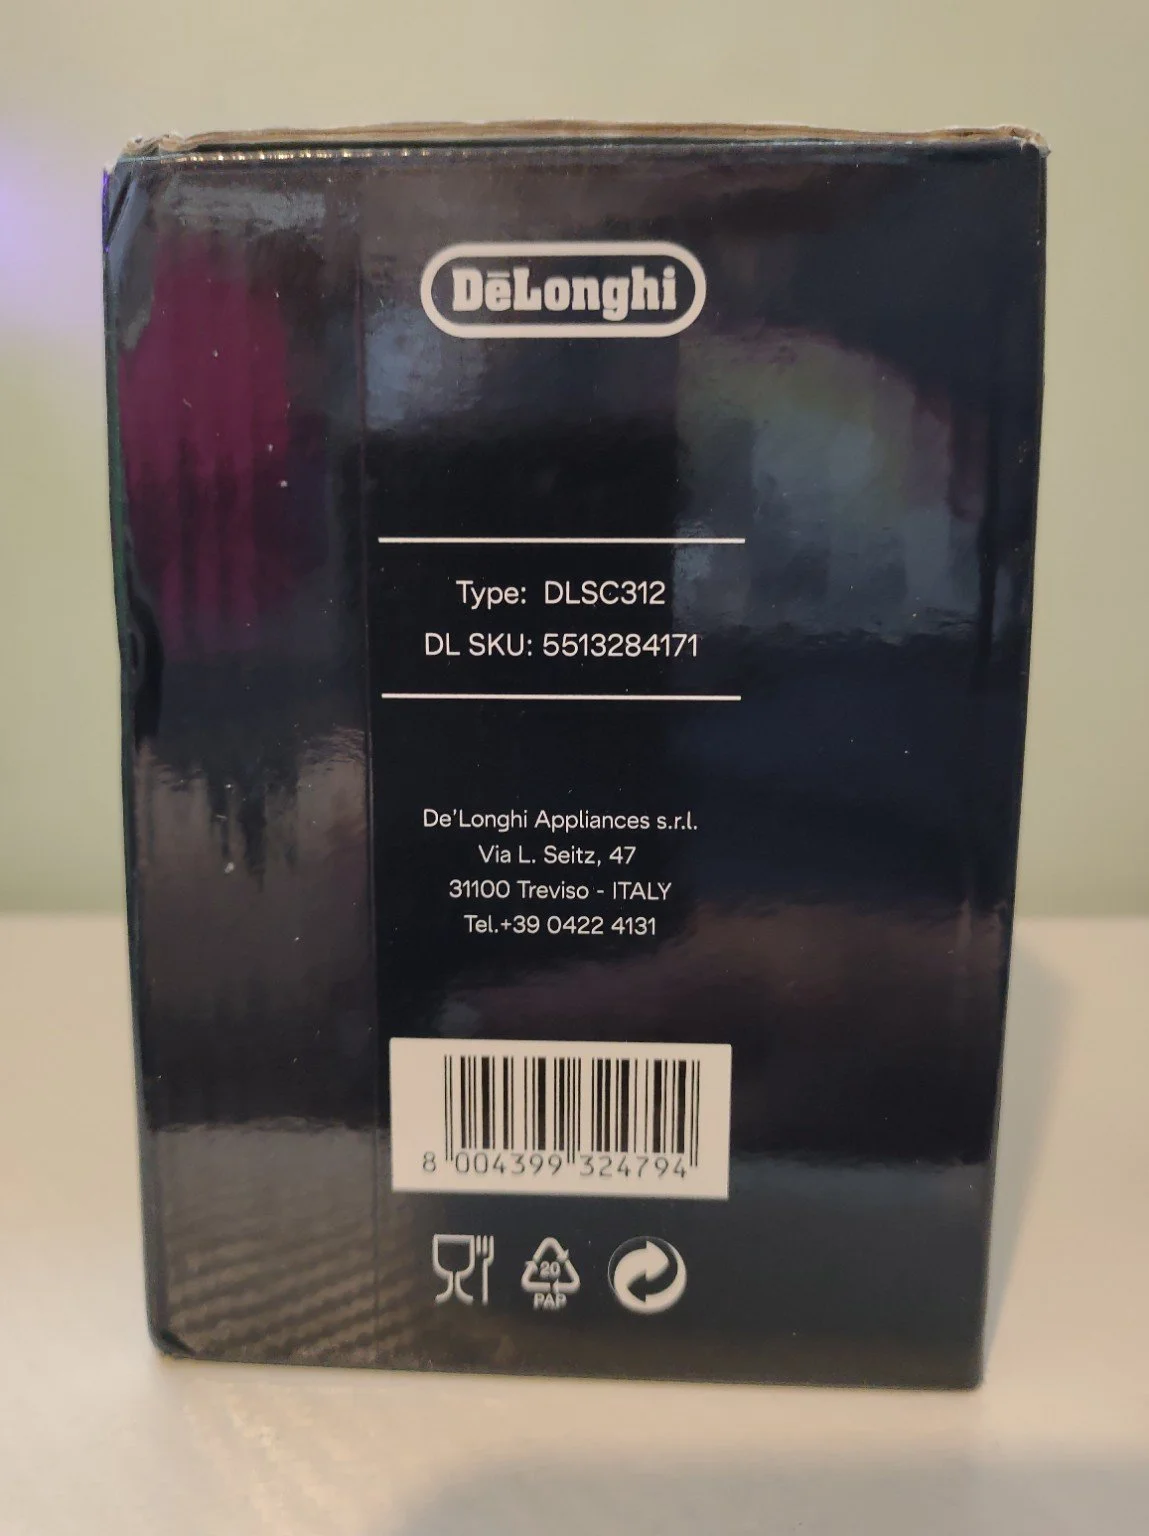 DēLonghi
Type: DLSC312
DL SKU: 5513284171
De'Longhi Appliances s.r.l.
Via L. Seitz, 47
31100 Treviso - ITALY
Tel.+39 0422 4131
8 004399 324794
20
PAP